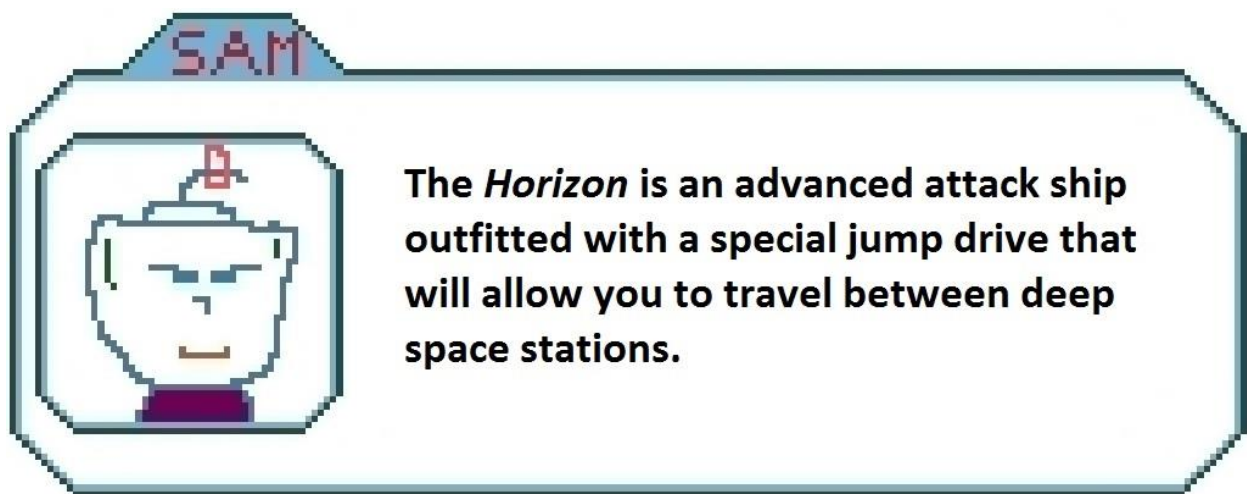 SAM
The Horizon is an advanced attack ship
outfitted with a special jump drive that
will allow you to travel between deep
space stations.